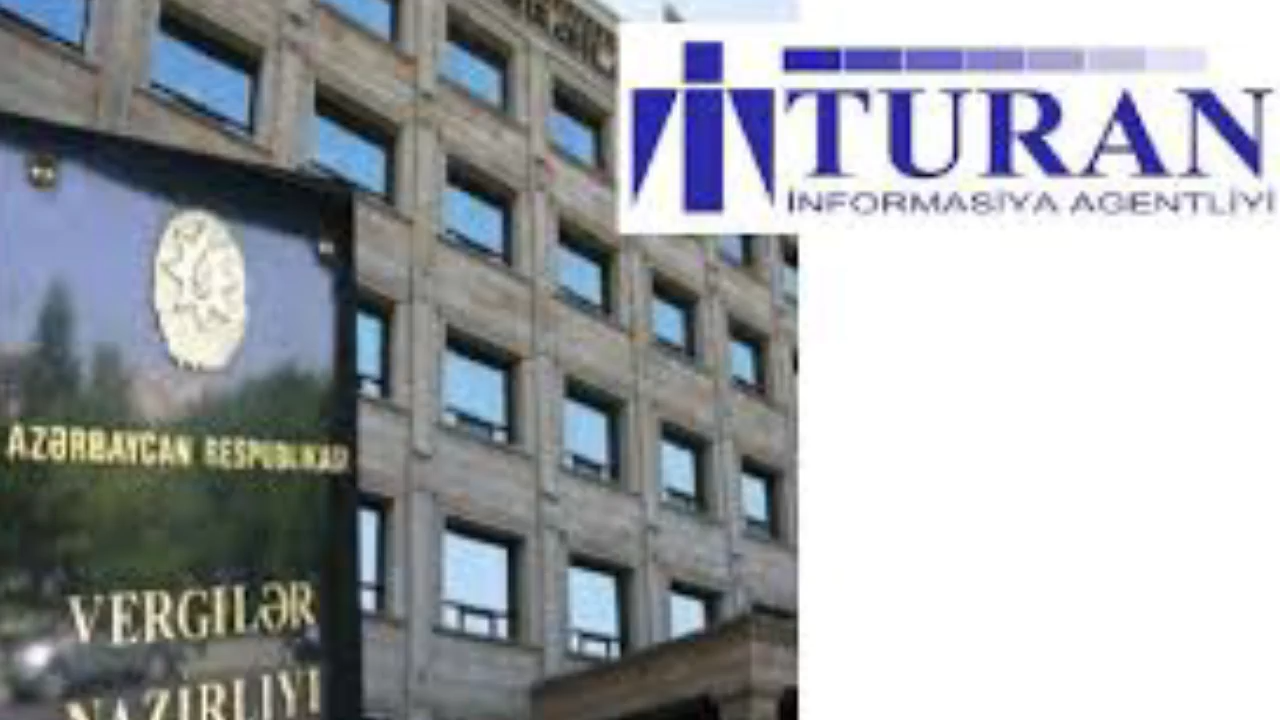 TURAN
İNFORMASİYA AGENTLİYİ
AZƏRBAYCAN RESPUBLİKASI
VERGİLƏR
NAZİRLİYİ